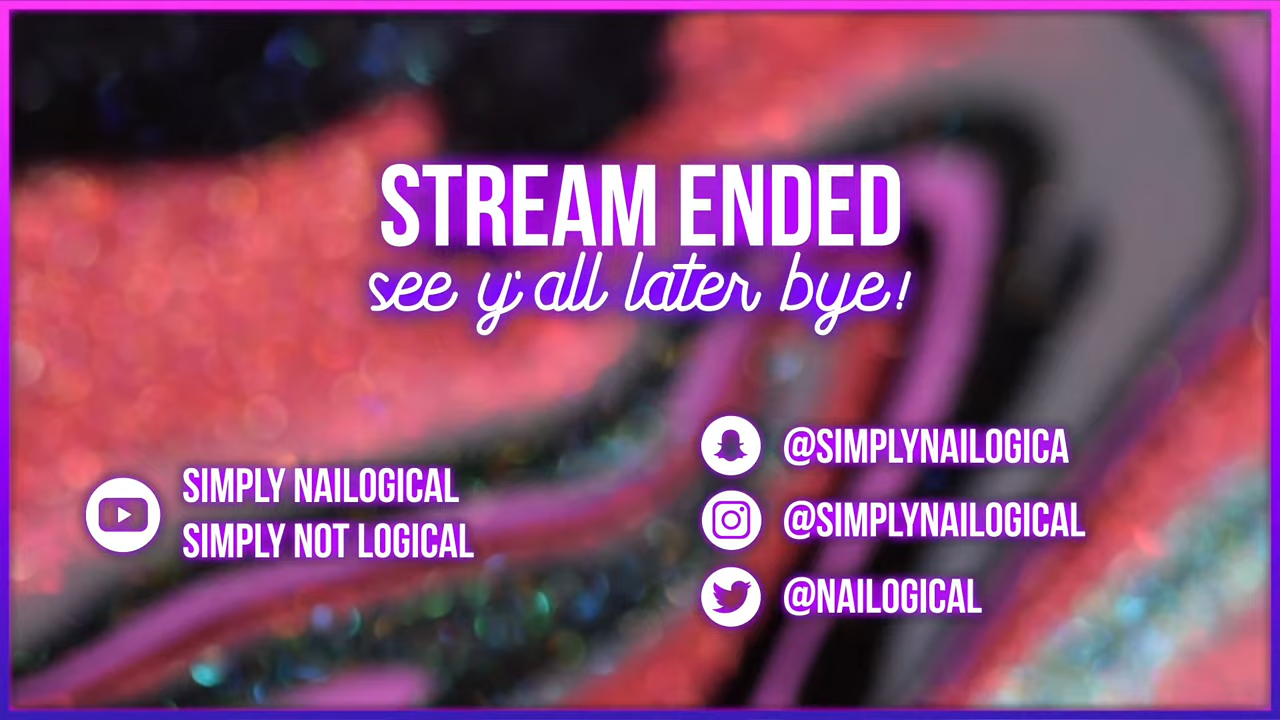 STREAM ENDED
see y'all later bye!
SIMPLY NAILOGICAL
SIMPLY NOT LOGICAL
@SIMPLYNAILOGICA
@SIMPLYNAILOGICAL
@NAILOGICAL